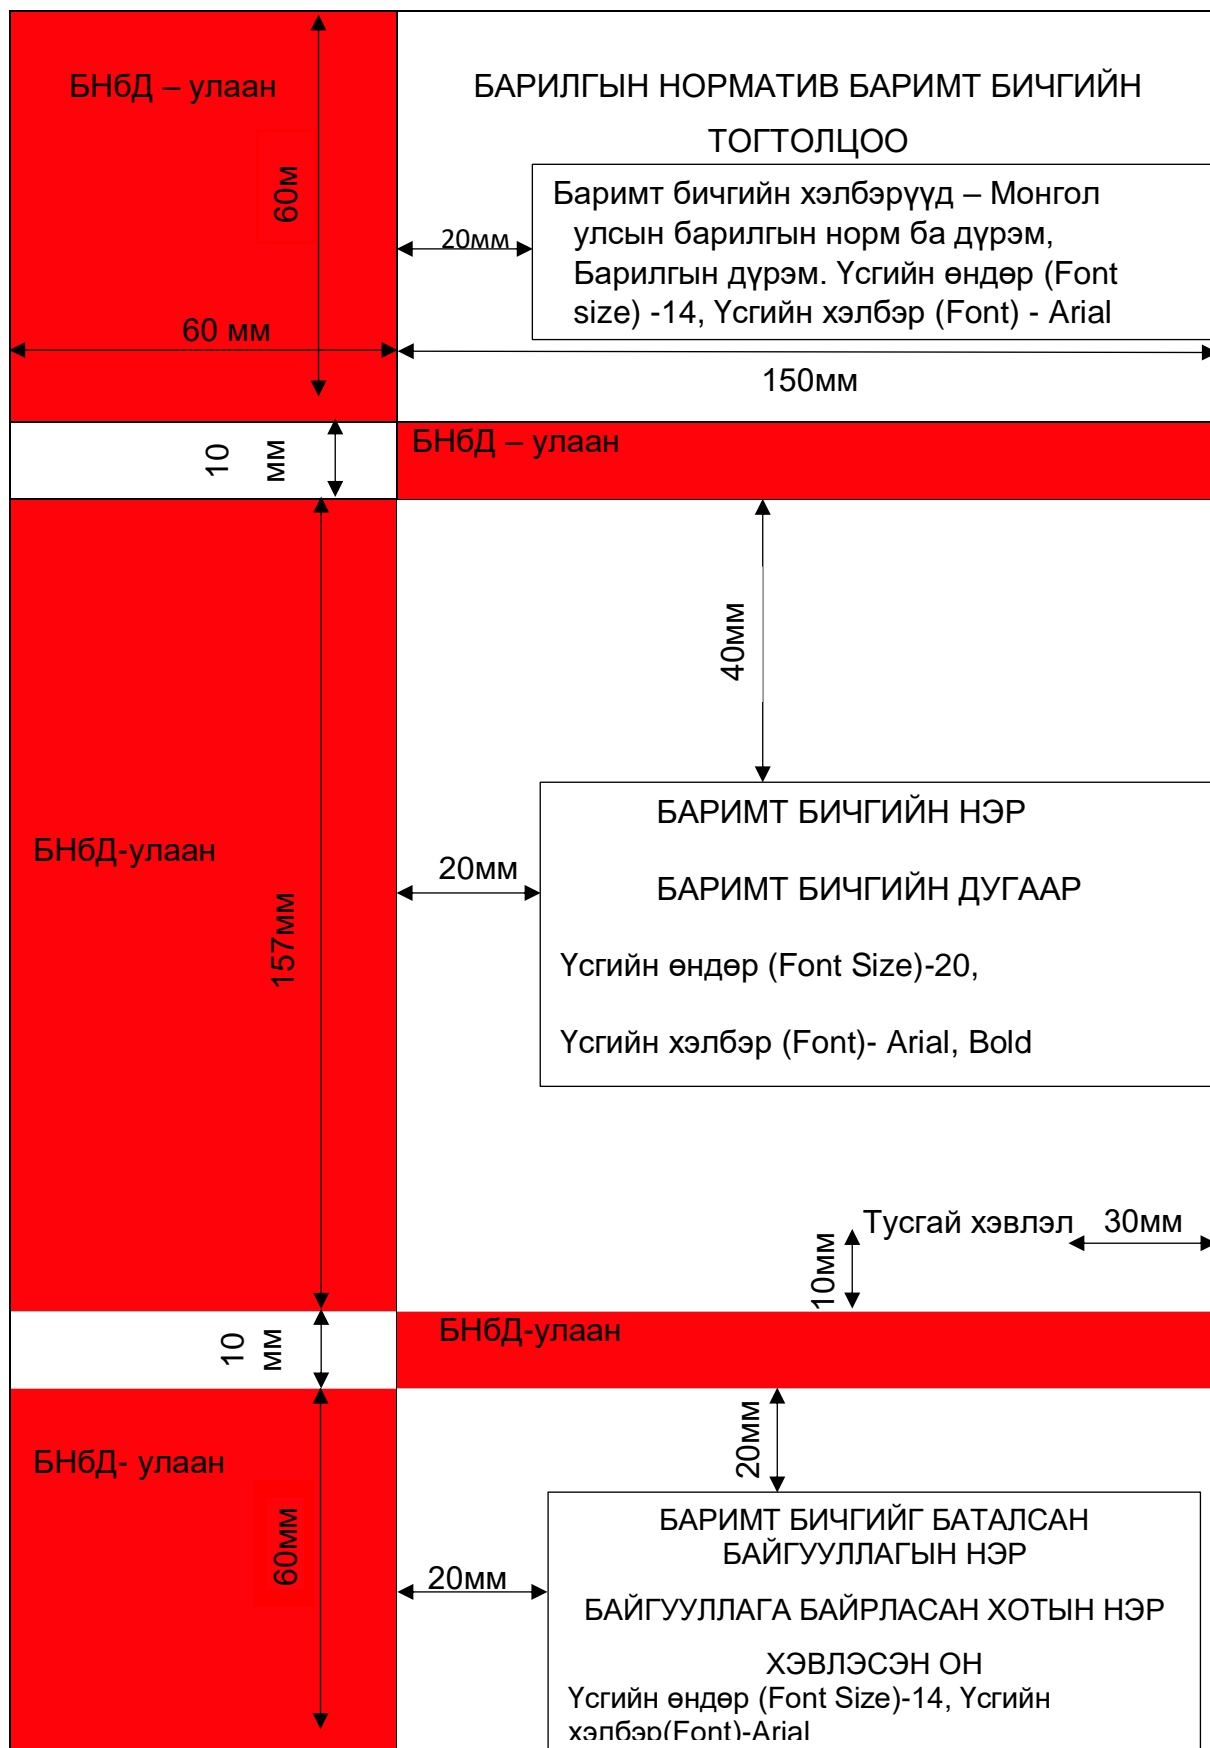 БНбД – улаан
БАРИЛГЫН НОРМАТИВ БАРИМТ БИЧГИЙН
ТОГТОЛЦОО
60м
20мм
Баримт бичгийн хэлбэрүүд – Монгол
улсын барилгын норм ба дүрэм,
Барилгын дүрэм. Үсгийн өндөр (Font
size) -14, Үсгийн хэлбэр (Font) - Arial
60 мм
150мм
10
мм
БНбД – улаан
40мм
БНбД-улаан
157мм
20мм
БАРИМТ БИЧГИЙН НЭР
БАРИМТ БИЧГИЙН ДУГААР
Үсгийн өндөр (Font Size)-20,
Үсгийн хэлбэр (Font)- Arial, Bold
Тусгай хэвлэл
30мм
10мм
10
мм
БНбД-улаан
20мм
БНбД- улаан
60мм
20мм
БАРИМТ БИЧГИЙГ БАТАЛСАН
БАЙГУУЛЛАГЫН НЭР
БАЙГУУЛЛАГА БАЙРЛАСАН ХОТЫН НЭР
ХЭВЛЭСЭН ОН
Үсгийн өндөр (Font Size)-14, Үсгийн
хэлбэр(Font)-Arial